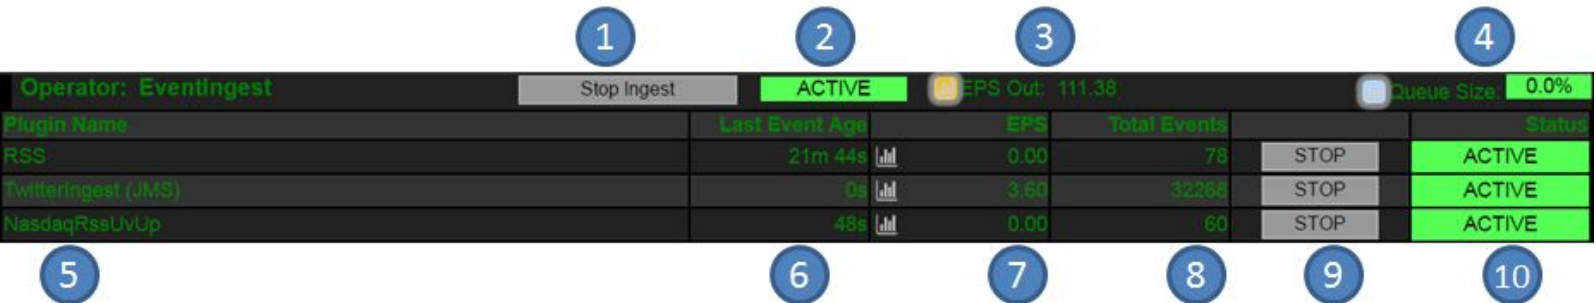 1 2 3 4
Operator: EventIngest Stop Ingest ACTIVE EPS Out: 111.38 Queue Size: 0.0%
Plugin Name Last Event Age EPS Total Events Status
RSS 21m 44s 0.00 78 STOP ACTIVE
TwitterIngest (JMS) 0s 3.60 32268 STOP ACTIVE
NasdaqRssUvUp 48s 0.00 60 STOP ACTIVE
5 6 7 8 9 10